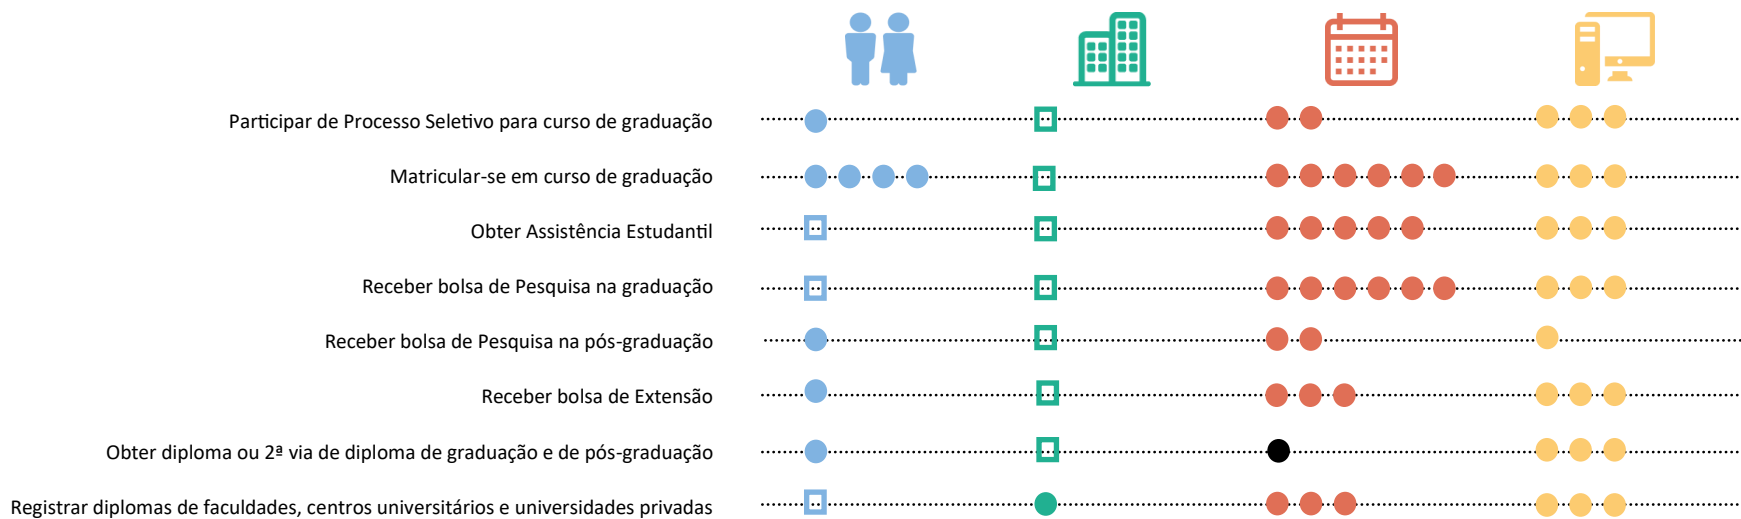 Participar de Processo Seletivo para curso de graduação
Matricular-se em curso de graduação
Obter Assistência Estudantil
Receber bolsa de Pesquisa na graduação
Receber bolsa de Pesquisa na pós-graduação
Receber bolsa de Extensão
Obter diploma ou 2ª via de diploma de graduação e de pós-graduação
Registrar diplomas de faculdades, centros universitários e universidades privadas